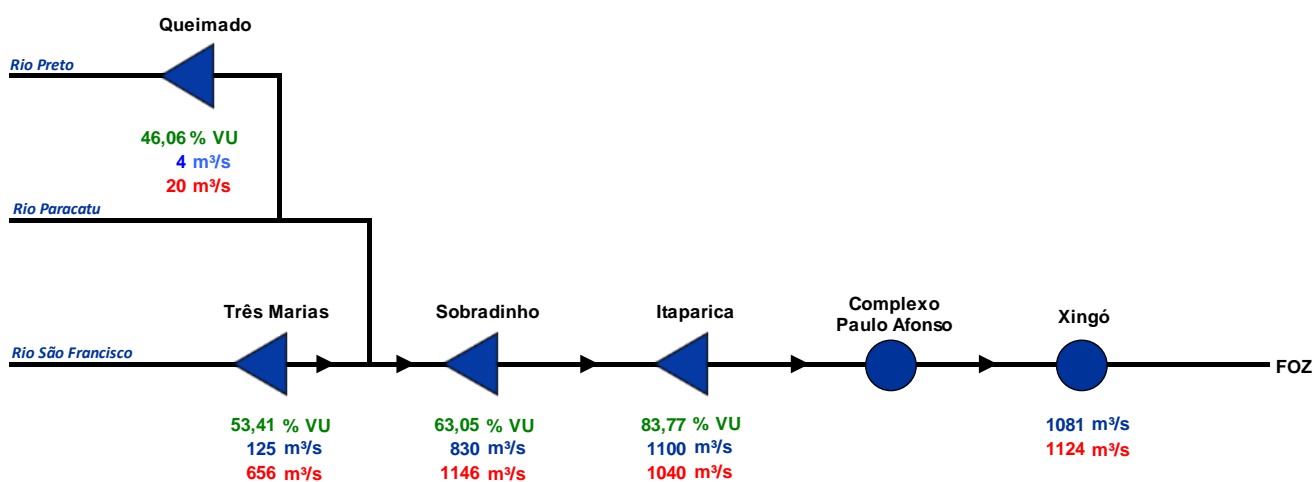 Queimado
Rio Preto
46,06 % VU
4 m³/s
20 m³/s
Rio Paracatu
Três Marias
Sobradinho
Itaparica
Complexo
Paulo Afonso
Xingó
Rio São Francisco
FOZ
53,41 % VU
125 m³/s
656 m³/s
63,05 % VU
830 m³/s
1146 m³/s
83,77 % VU
1100 m³/s
1040 m³/s
1081 m³/s
1124 m³/s